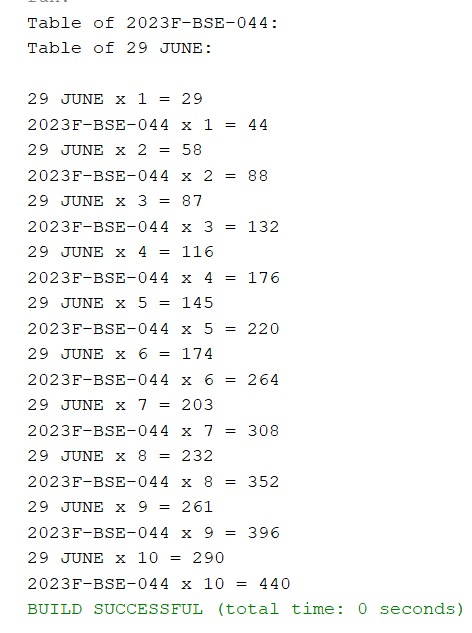 Table of 2023F-BSE-044:
Table of 29 JUNE:
29 JUNE x 1 = 29
2023F-BSE-044 x 1 = 44
29 JUNE x 2 = 58
2023F-BSE-044 x 2 = 88
29 JUNE x 3 = 87
2023F-BSE-044 x 3 = 132
29 JUNE x 4 = 116
2023F-BSE-044 x 4 = 176
29 JUNE x 5 = 145
2023F-BSE-044 x 5 = 220
29 JUNE x 6 = 174
2023F-BSE-044 x 6 = 264
29 JUNE x 7 = 203
2023F-BSE-044 x 7 = 308
29 JUNE x 8 = 232
2023F-BSE-044 x 8 = 352
29 JUNE x 9 = 261
2023F-BSE-044 x 9 = 396
29 JUNE x 10 = 290
2023F-BSE-044 x 10 = 440
BUILD SUCCESSFUL (total time: 0 seconds)